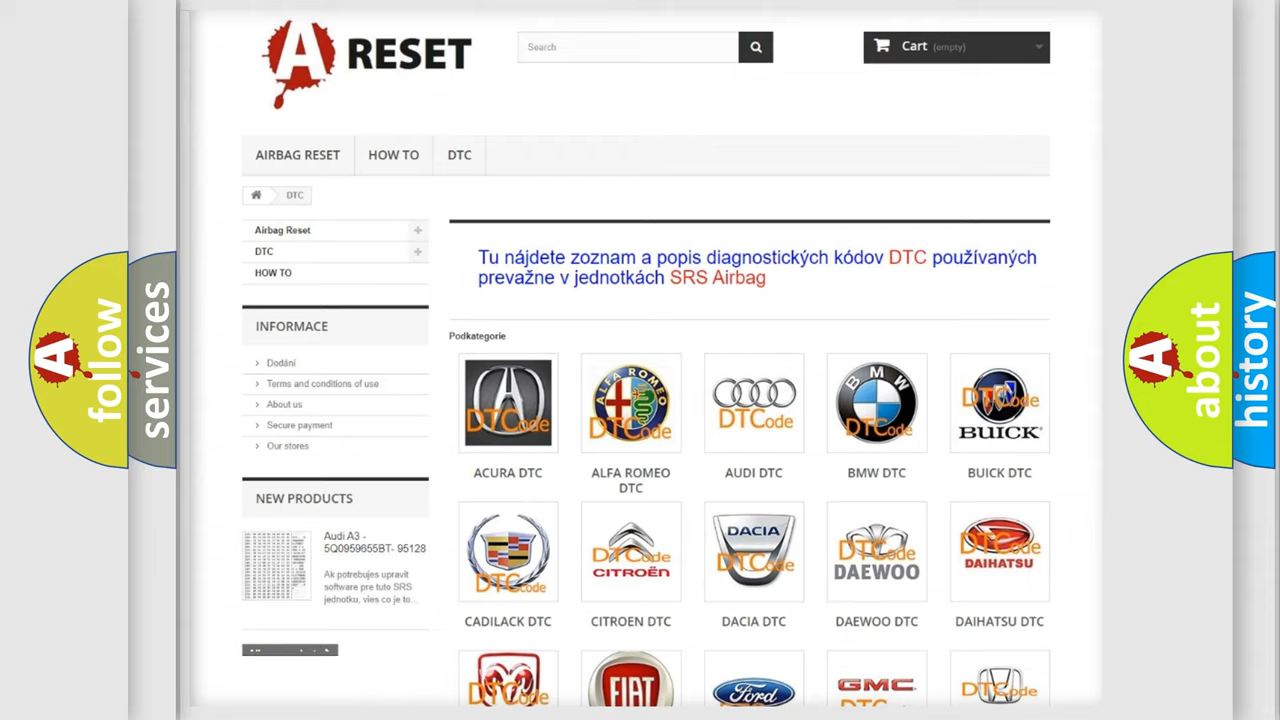 A RESET
Search
Cart (empty)
AIRBAG RESET
HOW TO
DTC
DTC
Airbag Reset
DTC
HOW TO
Tu nájdete zoznam a popis diagnostických kódov DTC používaných
prevažne v jednotkách SRS Airbag
INFORMACE
Dodání
Terms and conditions of use
About us
Secure payment
Our stores
NEW PRODUCTS
Audi A3 -
5Q0959655BT- 95128
Ak potrebujes upravit
software pre tuto SRS
jednotku, vies co je to...
Podkategorie
DTCode
ALFA ROMEO
DTCode
DTCode
BMW
DTCode
DTCode
BUICK
ACURA DTC
ALFA ROMEO
DTC
AUDI DTC
BMW DTC
BUICK DTC
DTCode
DTCode
CITROËN
DACIA
DTCode
DTCode
DAEWOO
DTCode
DAIHATSU
CADILACK DTC
CITROEN DTC
DACIA DTC
DAEWOO DTC
DAIHATSU DTC
DTCode
FIAT
Ford
GMC
DTCode
A follow
services
A about
history